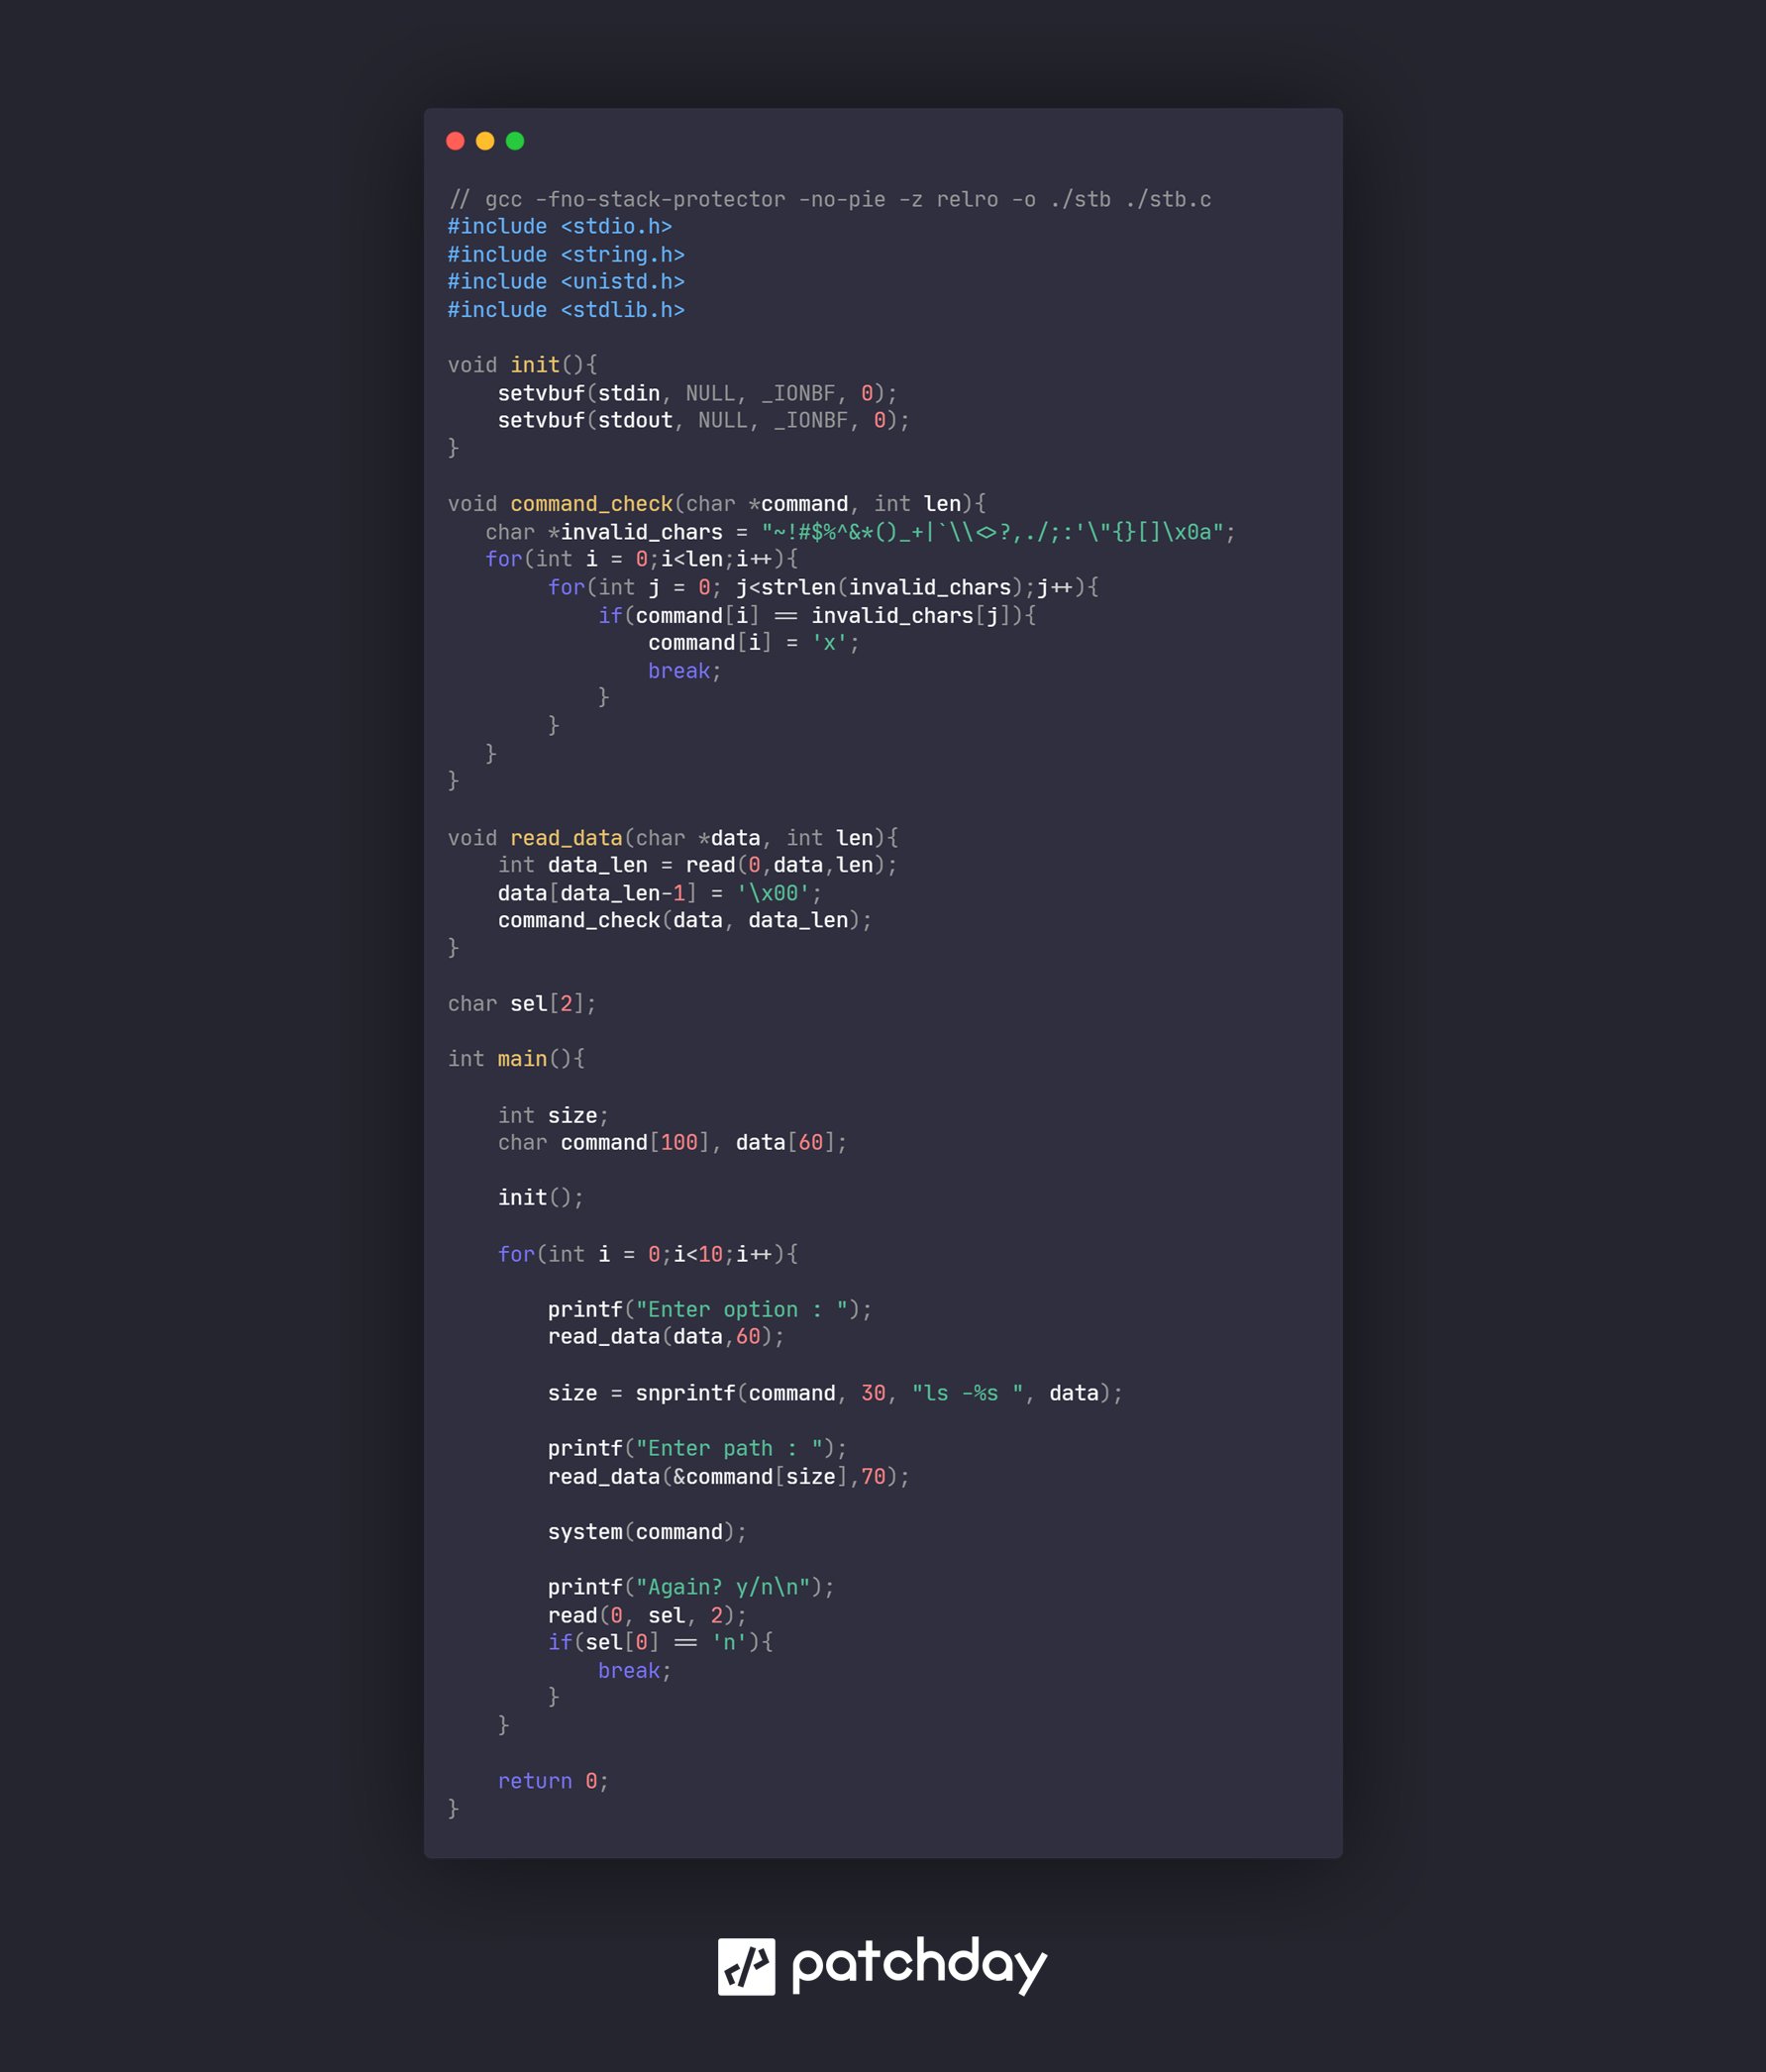 // gcc -fno-stack-protector -no-pie -z relro -o ./stb ./stb.c
#include <stdio.h>
#include <string.h>
#include <unistd.h>
#include <stdlib.h>

void init(){
    setvbuf(stdin, NULL, _IONBF, 0);
    setvbuf(stdout, NULL, _IONBF, 0);
}

void command_check(char *command, int len){
   char *invalid_chars = "~!#$%^&*()_+|`\\<>?,./;:'\"{}[]\x0a";
   for(int i = 0;i<len;i++){
        for(int j = 0; j<strlen(invalid_chars);j++){
            if(command[i] == invalid_chars[j]){
                command[i] = 'x';
                break;
            }
        }
   }
}

void read_data(char *data, int len){
    int data_len = read(0,data,len);
    data[data_len-1] = '\x00';
    command_check(data, data_len);
}

char sel[2];

int main(){

    int size;
    char command[100], data[60];

    init();

    for(int i = 0;i<10;i++){

        printf("Enter option : ");
        read_data(data,60);

        size = snprintf(command, 30, "ls -%s ", data);

        printf("Enter path : ");
        read_data(&command[size],70);

        system(command);

        printf("Again? y/n\n");
        read(0, sel, 2);
        if(sel[0] == 'n'){
            break;
        }
    }

    return 0;
}
patchday